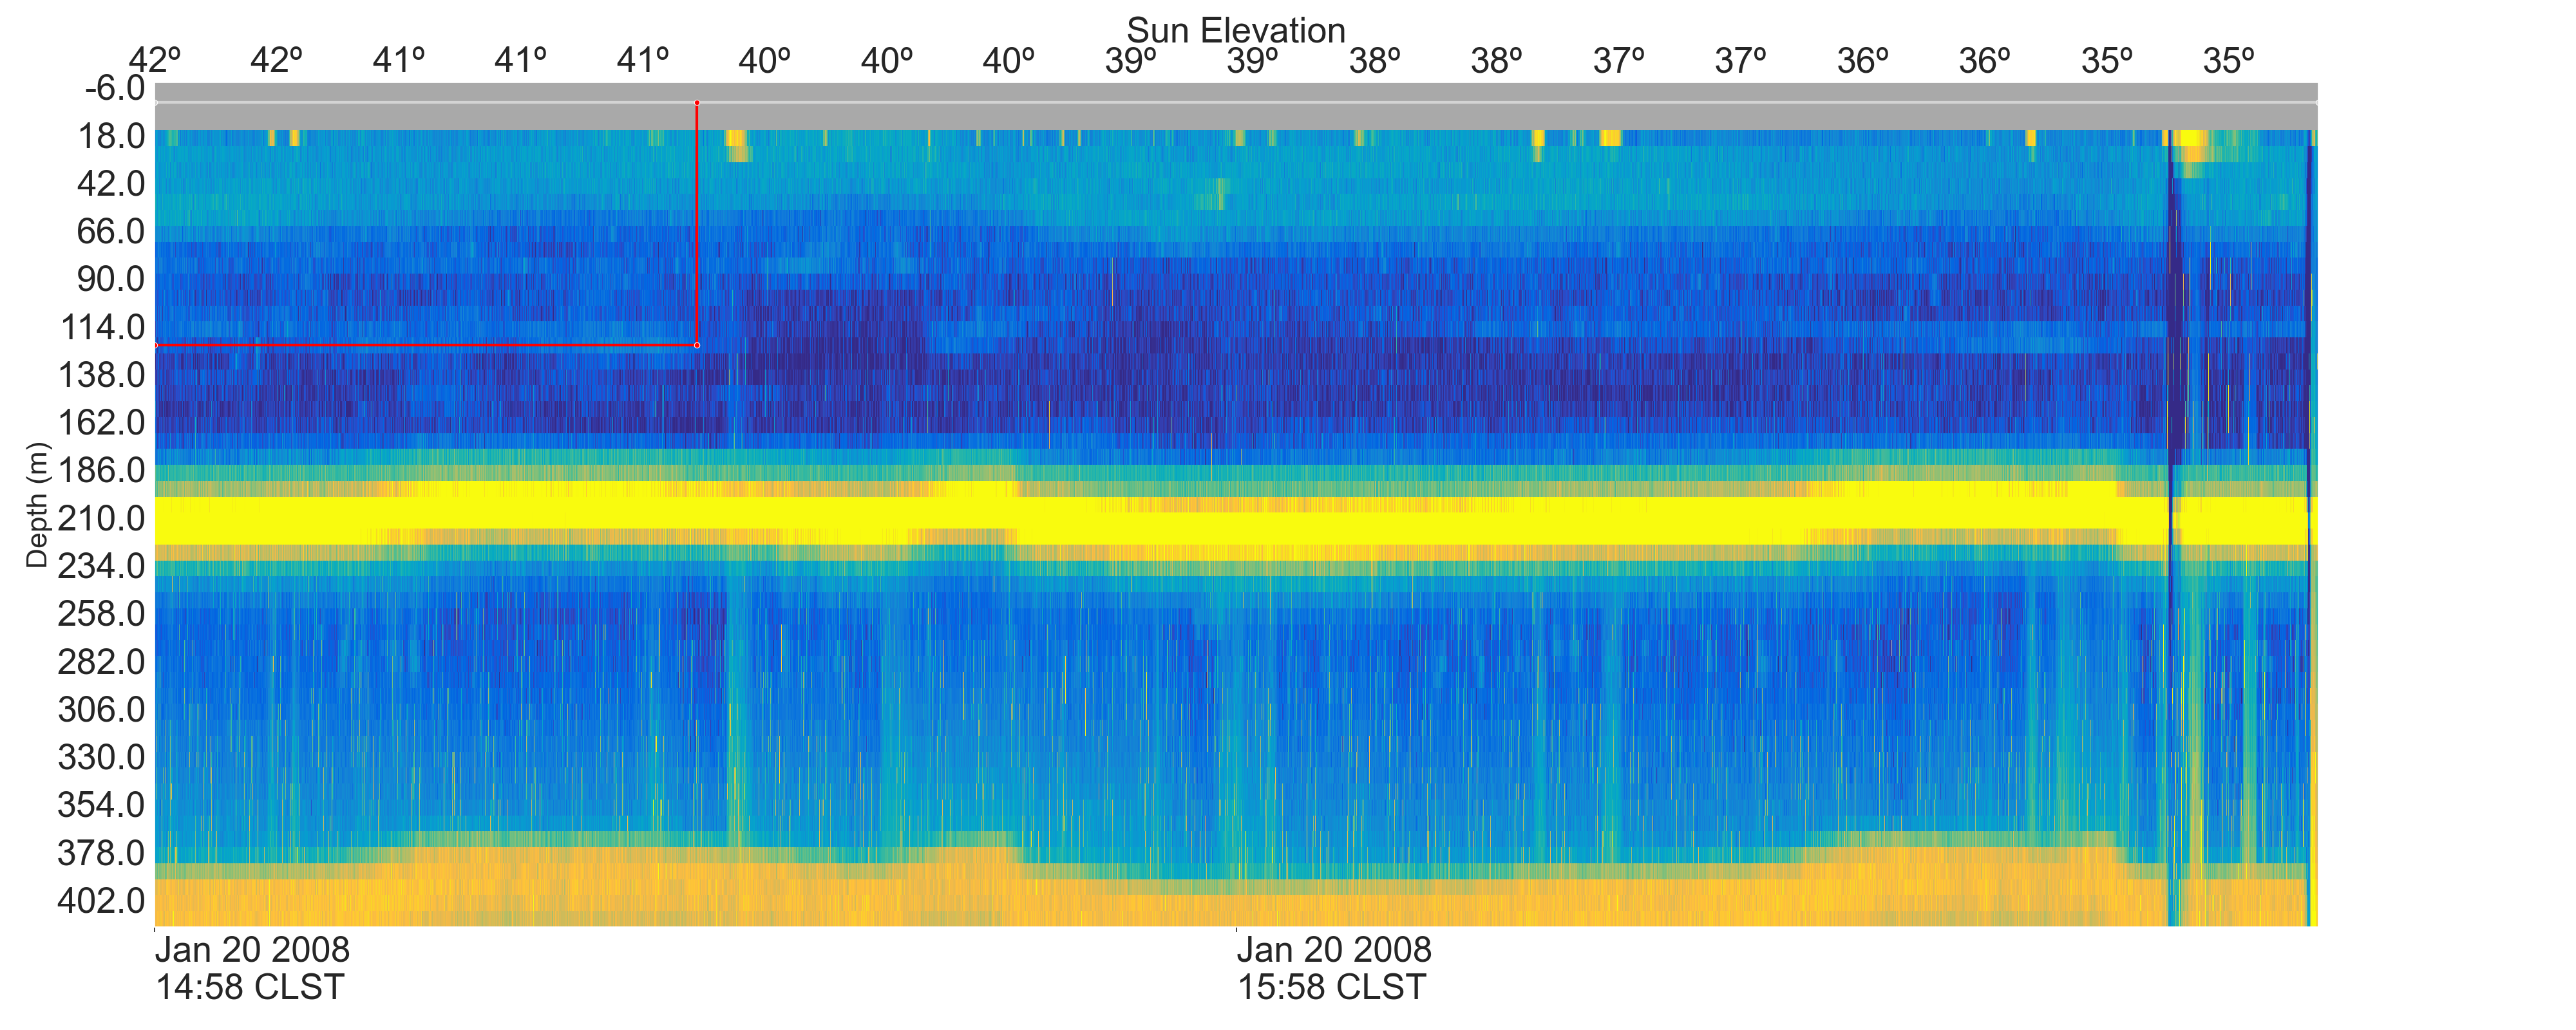 Sun Elevation
42º 42º 41º 41º 41º 40º 40º 40º 39º 39º 38º 38º 37º 37º 36º 36º 35º 35º
-6.0
18.0
42.0
66.0
90.0
114.0
138.0
162.0
186.0
210.0
234.0
258.0
282.0
306.0
330.0
354.0
378.0
402.0
Depth (m)
Jan 20 2008
14:58 CLST
Jan 20 2008
15:58 CLST